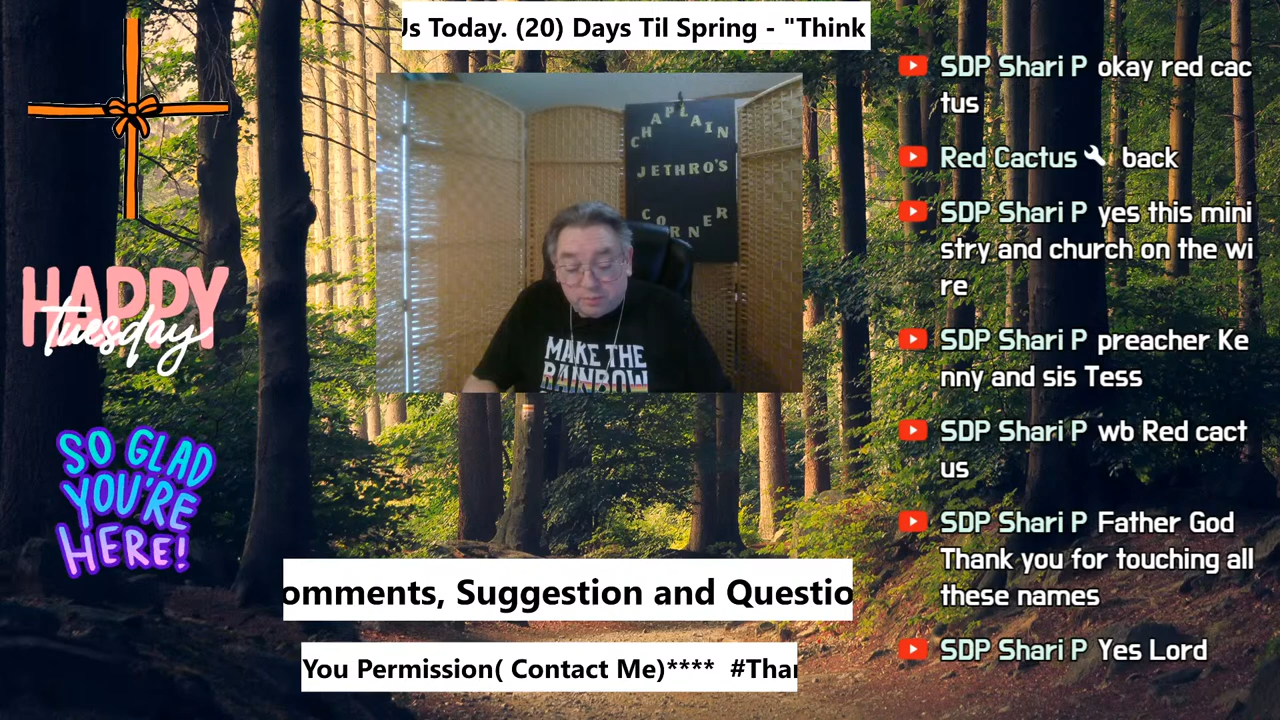 Js Today. (20) Days Til Spring - "Think
CHAPLAIN
JETHRO'S
CORNER
MAKE THE
RAINBOW
HAPPY
tuesday
SO GLAD
YOU'RE
HERE!
omments, Suggestion and Questio
You Permission( Contact Me)**** #Than
SDP Shari P okay red cac
tus
Red Cactus back
SDP Shari P yes this mini
stry and church on the wi
re
SDP Shari P preacher Ke
nny and sis Tess
SDP Shari P wb Red cact
us
SDP Shari P Father God
Thank you for touching all
these names
SDP Shari P Yes Lord